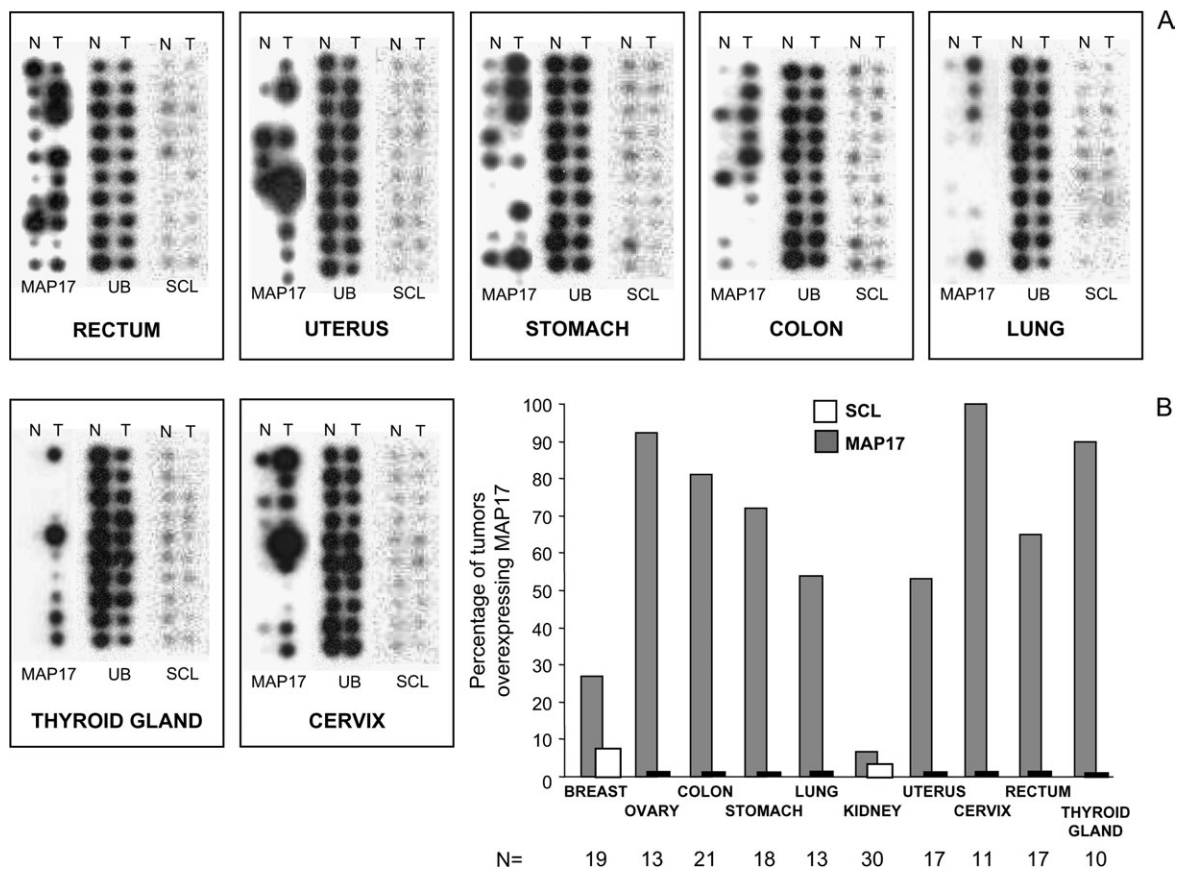 A
N T N T N T
MAP17 UB SCL
RECTUM
N T N T N T
MAP17 UB SCL
UTERUS
N T N T N T
MAP17 UB SCL
STOMACH
N T N T N T
MAP17 UB SCL
COLON
N T N T N T
MAP17 UB SCL
LUNG
N T N T N T
MAP17 UB SCL
THYROID GLAND
N T N T N T
MAP17 UB SCL
CERVIX
B
SCL
MAP17
Percentage of tumors
overexpressing MAP17
100
90
80
70
60
50
40
30
20
10
0
BREAST
OVARY
COLON
STOMACH
LUNG
KIDNEY
UTERUS
CERVIX
RECTUM
THYROID
GLAND
N= 19 13 21 18 13 30 17 11 17 10